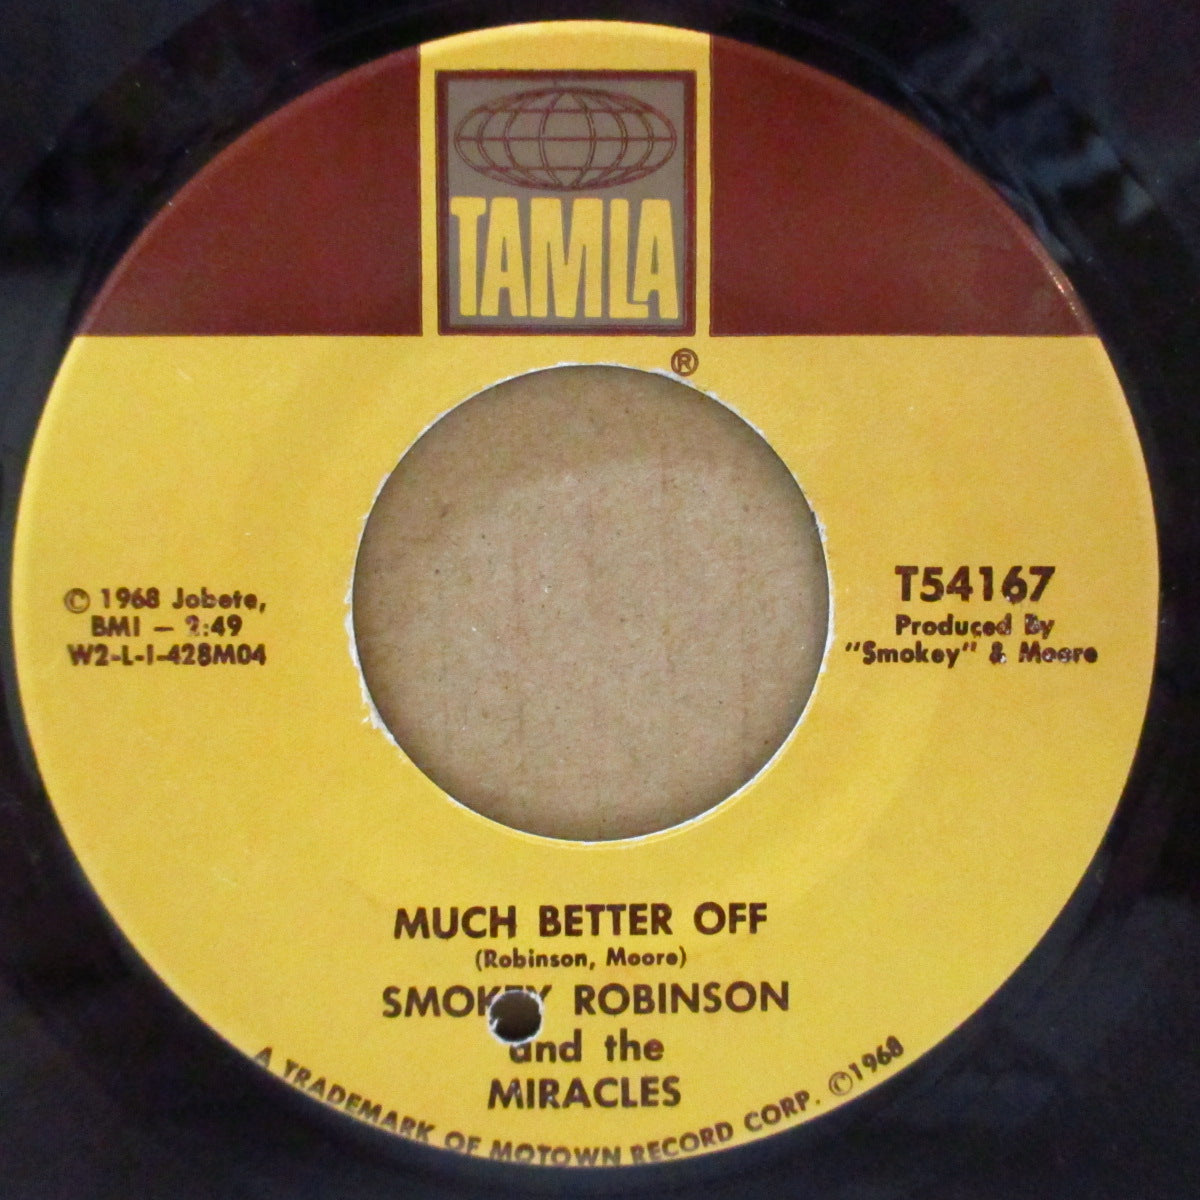 TAMLA
®
© 1968 Jobete,
BMI – 2:49
W2-L-I-428M04
T54167
Produced By
"Smokey" & Moore
MUCH BETTER OFF
(Robinson, Moore)
SMOKEY ROBINSON
and the
MIRACLES
A TRADEMARK OF MOTOWN RECORD CORP. ©1968